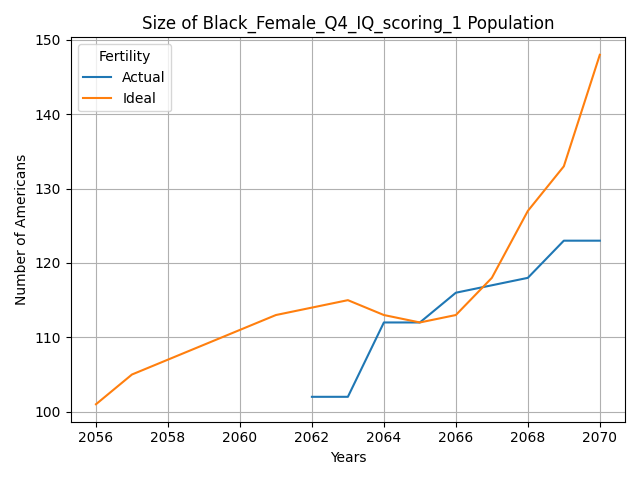 Size of Black_Female_Q4_IQ_scoring_1 Population
150
140
130
120
110
100
Number of Americans
Fertility
Actual
Ideal
2056 2058 2060 2062 2064 2066 2068 2070
Years